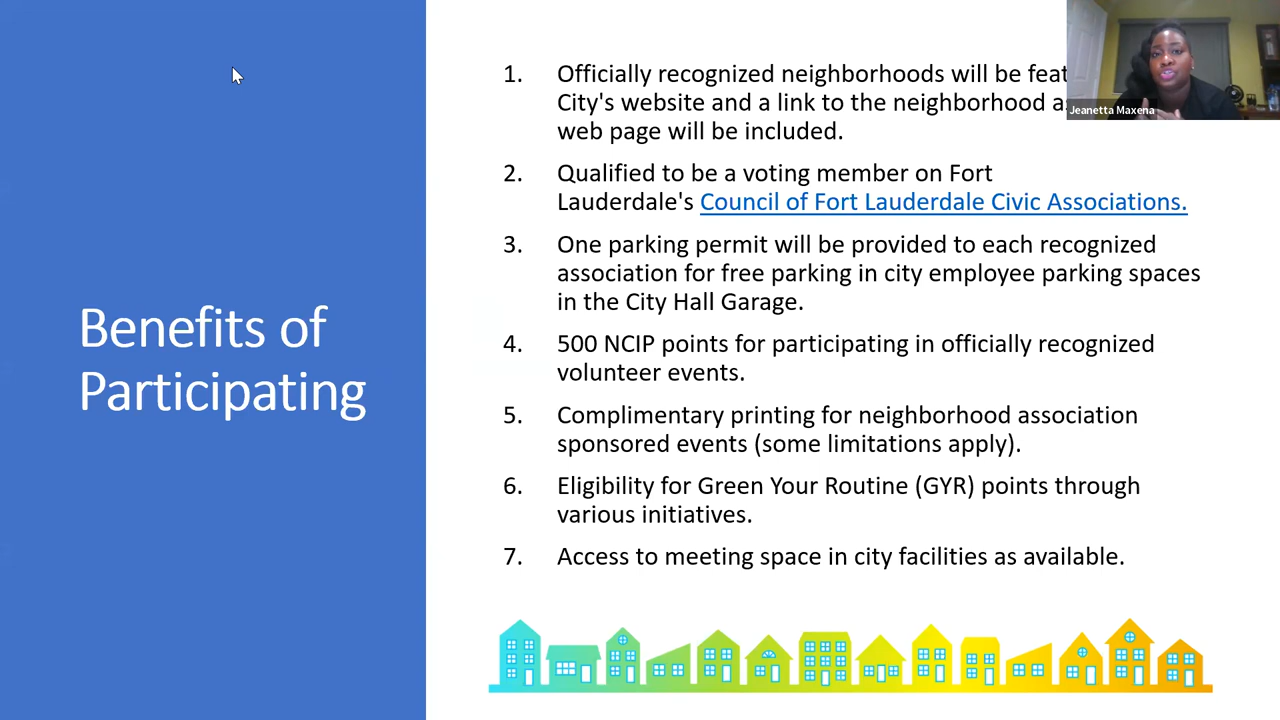 Benefits of
Participating
1. Officially recognized neighborhoods will be
City's website and a link to the neighborhood
web page will be included.
2. Qualified to be a voting member on Fort
Lauderdale's Council of Fort Lauderdale Civic Associations.
3. One parking permit will be provided to each recognized
association for free parking in city employee parking spaces
in the City Hall Garage.
4. 500 NCIP points for participating in officially recognized
volunteer events.
5. Complimentary printing for neighborhood association
sponsored events (some limitations apply).
6. Eligibility for Green Your Routine (GYR) points through
various initiatives.
7. Access to meeting space in city facilities as available.
Jeanetta Maxena